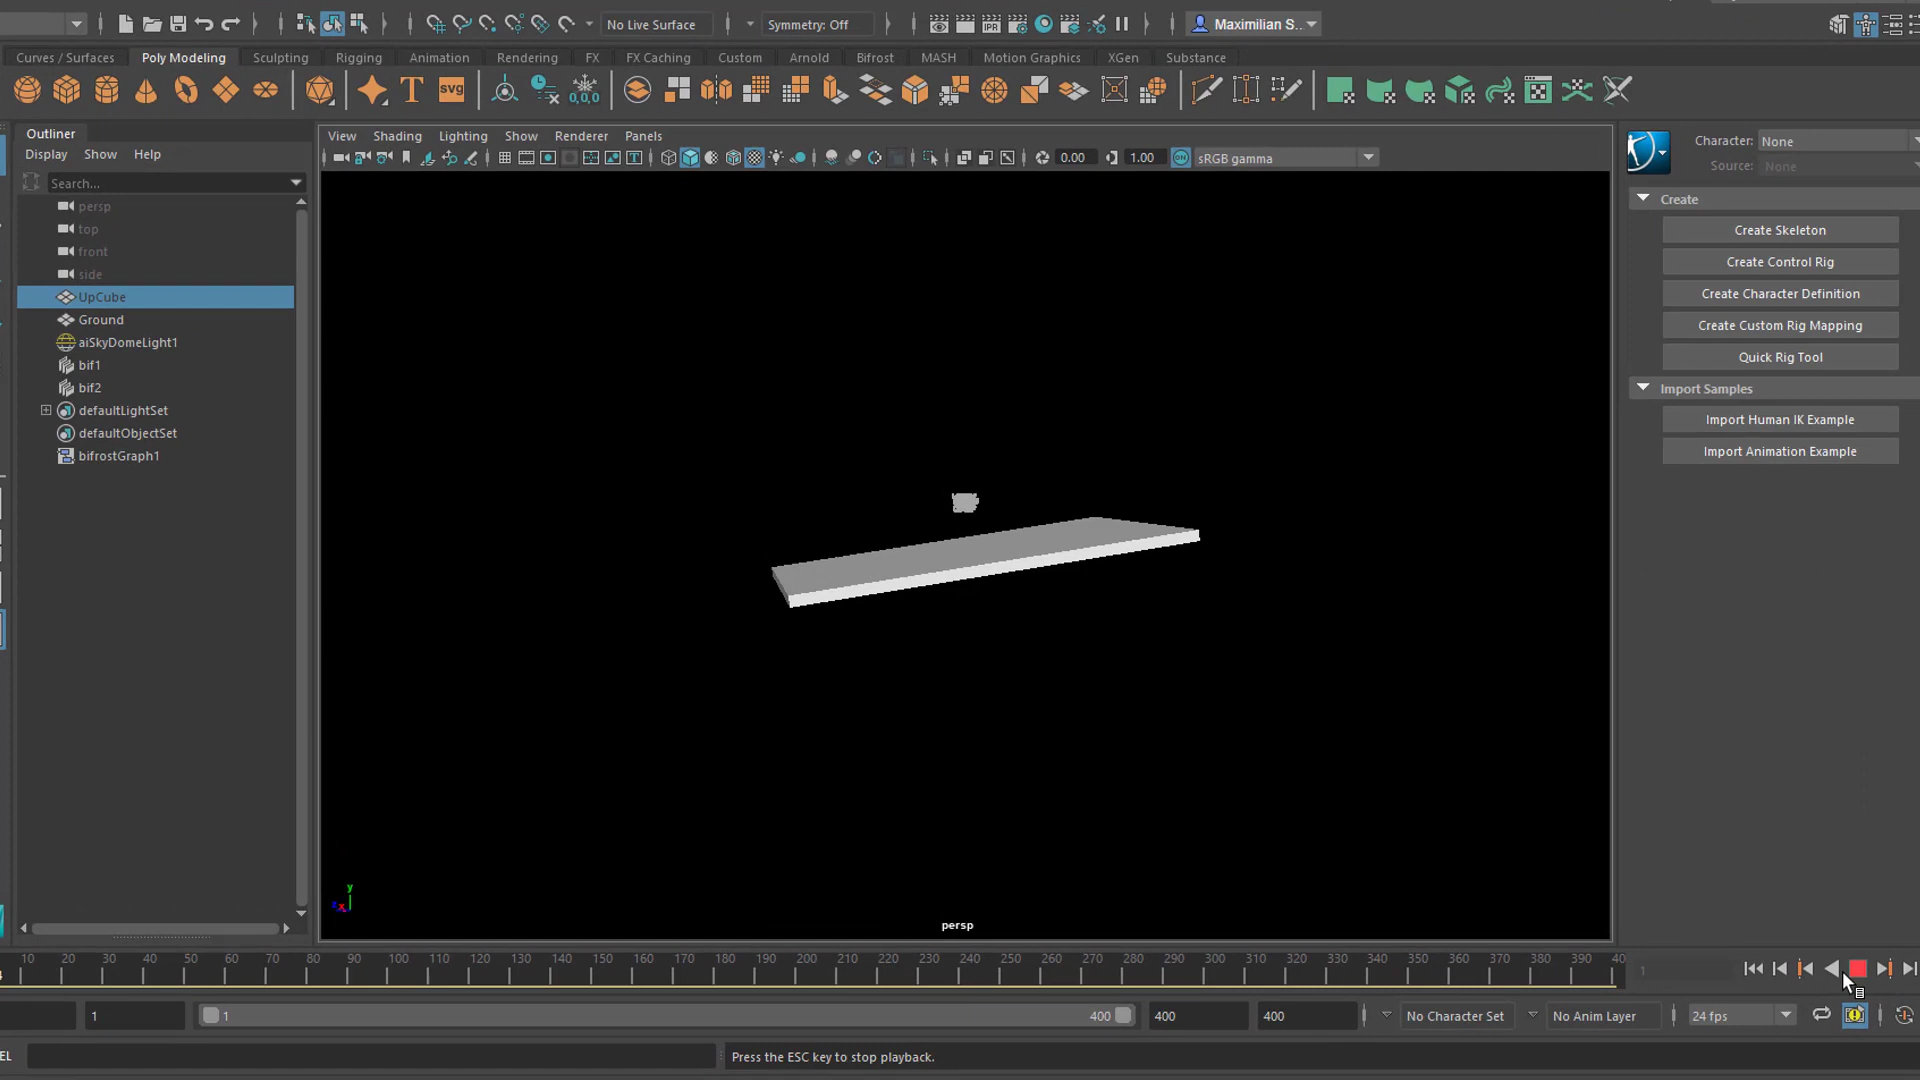 No Live Surface
Symmetry: Off
Maximilian S...
Curves / Surfaces Poly Modeling Sculpting Rigging Animation Rendering FX FX Caching Custom Arnold Bifrost MASH Motion Graphics XGen Substance
T svg 0,0,0
IPR
Outliner
Display Show Help
Search...
persp
top
front
side
UpCube
Ground
aiSkyDomeLight1
bif1
bif2
defaultLightSet
defaultObjectSet
bifrostGraph1
View Shading Lighting Show Renderer Panels
0.00 1.00 ON sRGB gamma
y
z x
persp
Character: None
Source: None
Create
Create Skeleton
Create Control Rig
Create Character Definition
Create Custom Rig Mapping
Quick Rig Tool
Import Samples
Import Human IK Example
Import Animation Example
10 20 30 40 50 60 70 80 90 100 110 120 130 140 150 160 170 180 190 200 210 220 230 240 250 260 270 280 290 300 310 320 330 340 350 360 370 380 390 40
1
1 1 400 400 400 No Character Set No Anim Layer 24 fps
EL Press the ESC key to stop playback.